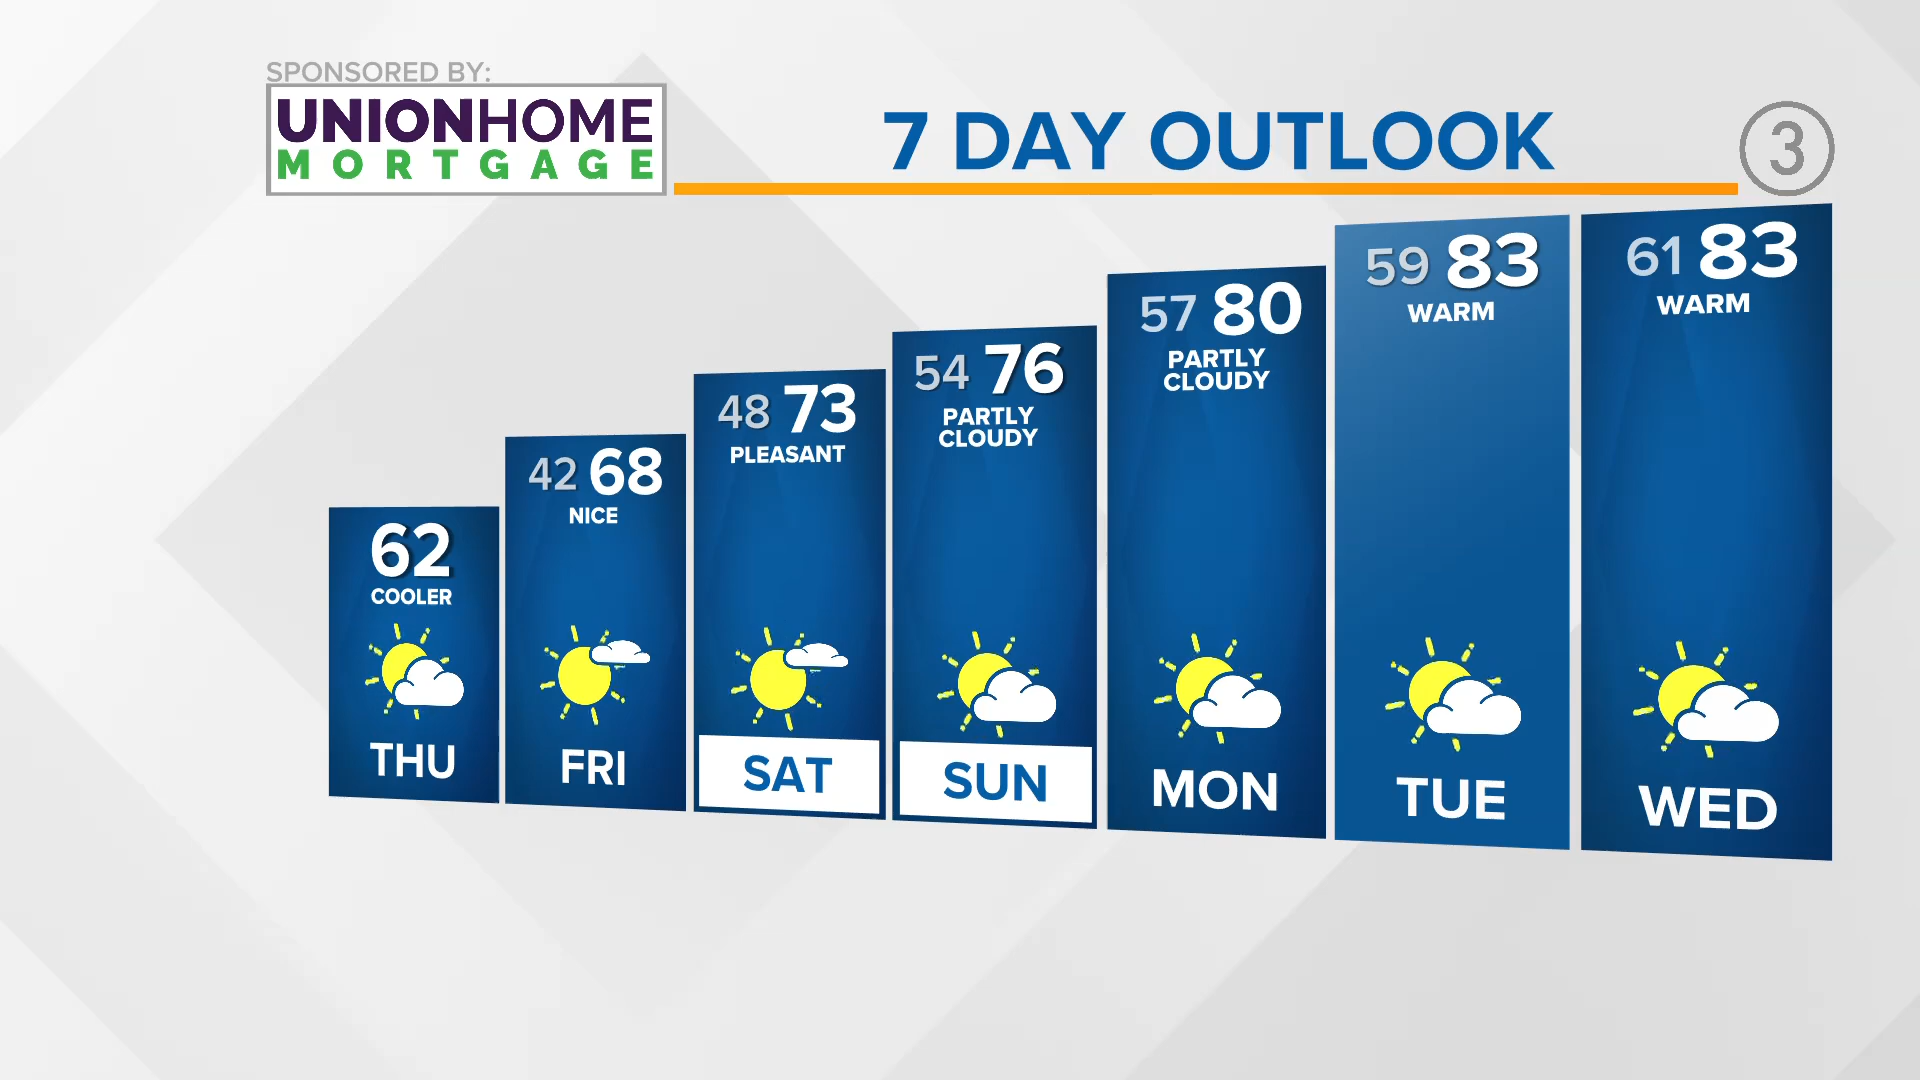 SPONSORED BY:
UNIONHOME
MORTGAGE
7 DAY OUTLOOK
3
62
COOLER
THU
42 68
NICE
FRI
48 73
PLEASANT
SAT
54 76
PARTLY
CLOUDY
SUN
57 80
PARTLY
CLOUDY
MON
59 83
WARM
TUE
61 83
WARM
WED